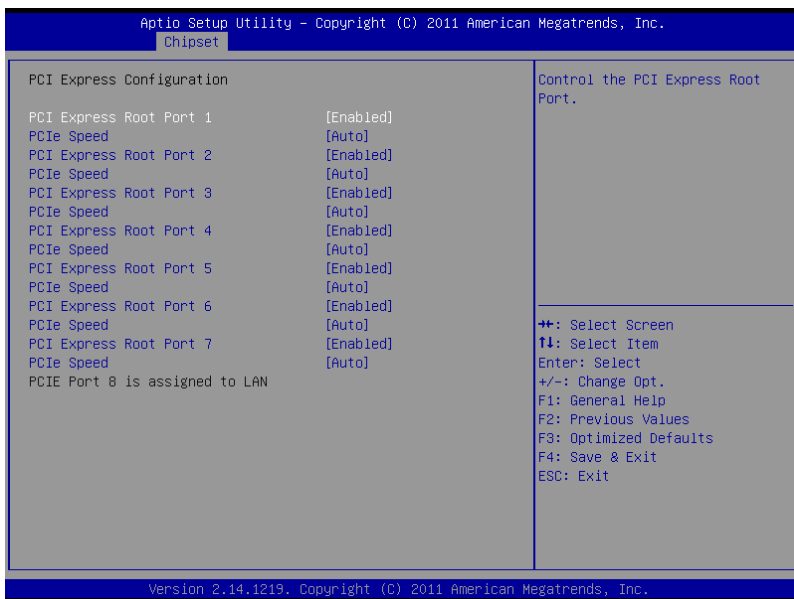 Aptio Setup Utility – Copyright (C) 2011 American Megatrends, Inc.
Chipset
PCI Express Configuration
PCI Express Root Port 1 [Enabled]
PCIe Speed [Auto]
PCI Express Root Port 2 [Enabled]
PCIe Speed [Auto]
PCI Express Root Port 3 [Enabled]
PCIe Speed [Auto]
PCI Express Root Port 4 [Enabled]
PCIe Speed [Auto]
PCI Express Root Port 5 [Enabled]
PCIe Speed [Auto]
PCI Express Root Port 6 [Enabled]
PCIe Speed [Auto]
PCI Express Root Port 7 [Enabled]
PCIe Speed [Auto]
PCIE Port 8 is assigned to LAN
Control the PCI Express Root
Port.
→←: Select Screen
↑↓: Select Item
Enter: Select
+/-: Change Opt.
F1: General Help
F2: Previous Values
F3: Optimized Defaults
F4: Save & Exit
ESC: Exit
Version 2.14.1219. Copyright (C) 2011 American Megatrends, Inc.